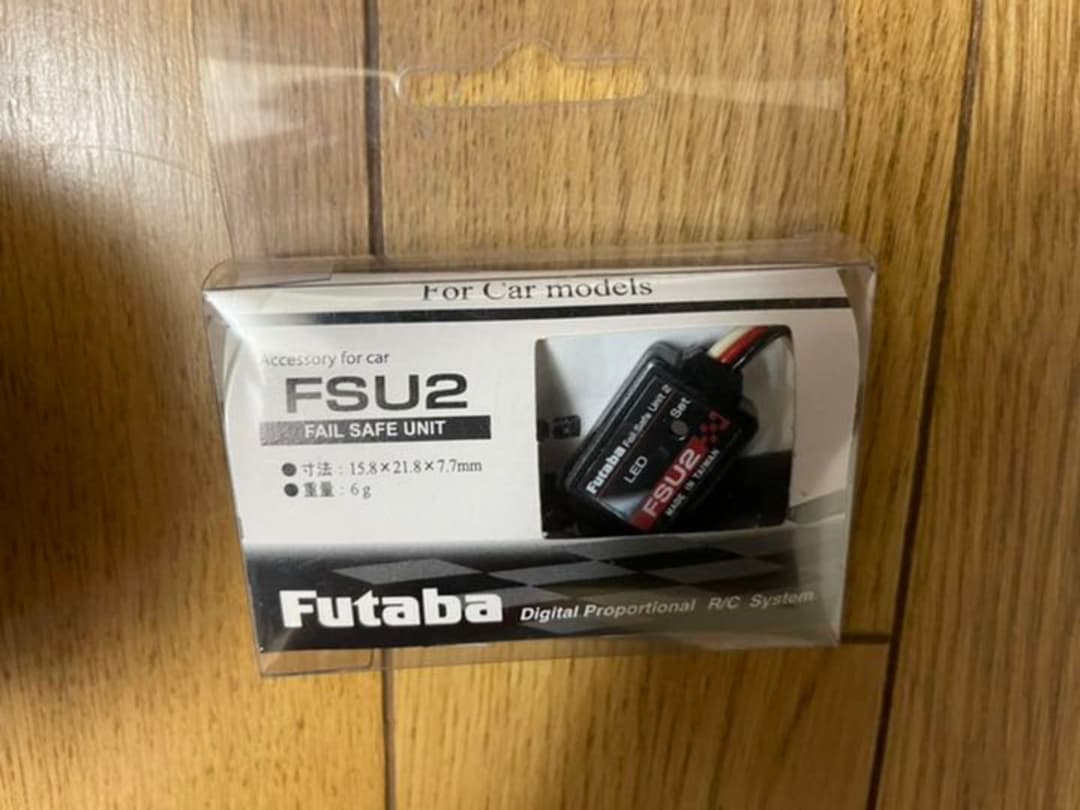 For Car models
Accessory for car
FSU2
FAIL SAFE UNIT
●寸法：15.8×21.8×7.7mm
●重量：6g
Futaba Fail Safe Unit 2
LED
Set
FSU2
MADE IN TAIWAN
Futaba Digital Proportional R/C System